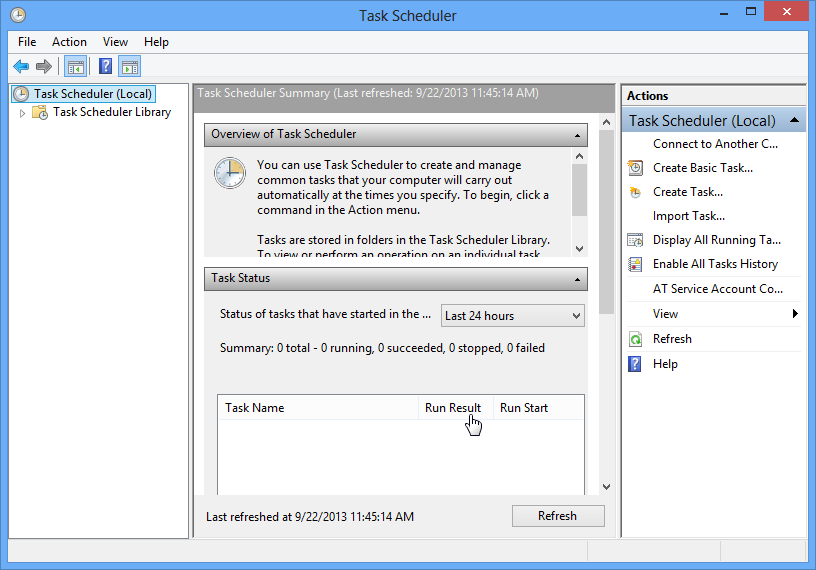 Task Scheduler
File Action View Help
Task Scheduler (Local)
Task Scheduler Library
Task Scheduler Summary (Last refreshed: 9/22/2013 11:45:14 AM)
Overview of Task Scheduler
You can use Task Scheduler to create and manage
common tasks that your computer will carry out
automatically at the times you specify. To begin, click a
command in the Action menu.
Tasks are stored in folders in the Task Scheduler Library.
To view or perform an operation on an individual task
Task Status
Status of tasks that have started in the ... Last 24 hours
Summary: 0 total - 0 running, 0 succeeded, 0 stopped, 0 failed
Task Name Run Result Run Start
Last refreshed at 9/22/2013 11:45:14 AM Refresh
Actions
Task Scheduler (Local)
Connect to Another C...
Create Basic Task...
Create Task...
Import Task...
Display All Running Ta...
Enable All Tasks History
AT Service Account Co...
View
Refresh
Help